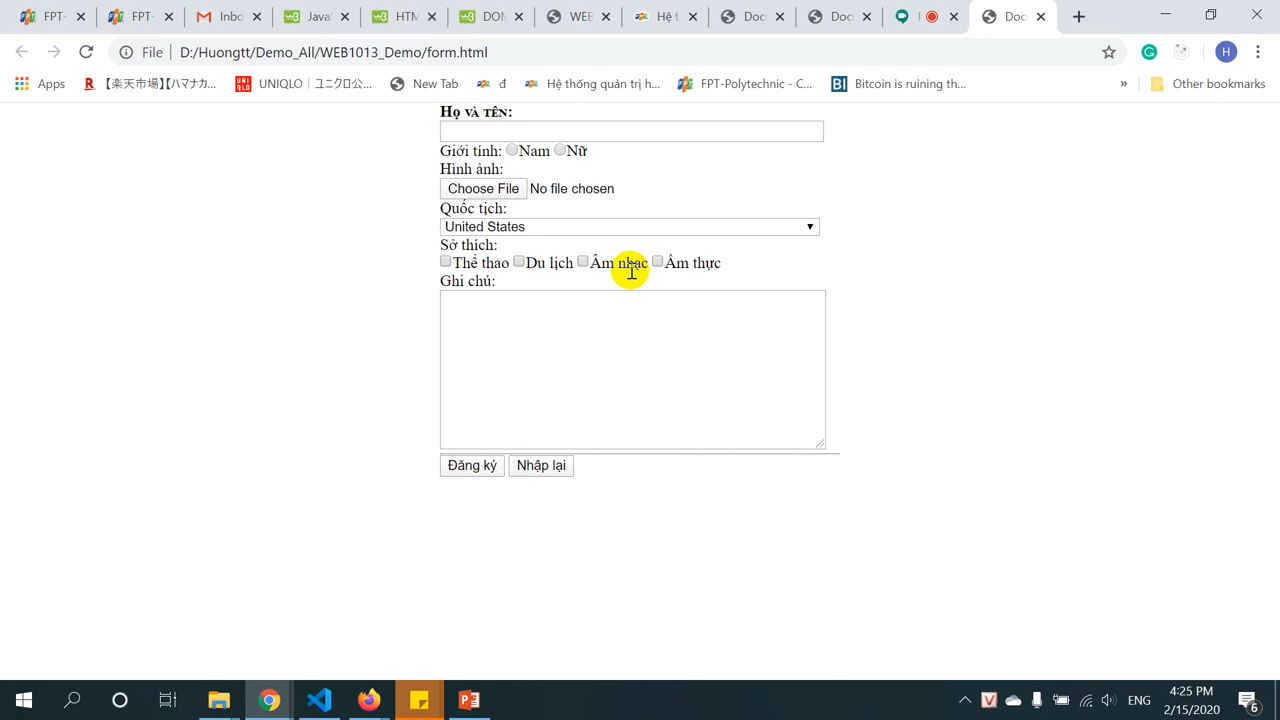 FPT- FPT- Inbo Java HTM DOM WEB Hệ t Doc Doc I Doc
File D:/Huongtt/Demo_All/WEB1013_Demo/form.html H
Apps 【楽天市場】【ハマナカ... UNIQLO｜ユニクロ公... New Tab đ Hệ thống quản trị h... FPT-Polytechnic - C... BI Bitcoin is ruining th... » Other bookmarks
Họ và tên:
Giới tính: Nam Nữ
Hình ảnh:
Choose File No file chosen
Quốc tịch:
United States
Sở thích:
Thể thao Du lịch Âm nhạc Ẩm thực
Ghi chú:
Đăng ký Nhập lại
ENG 4:25 PM
2/15/2020 6